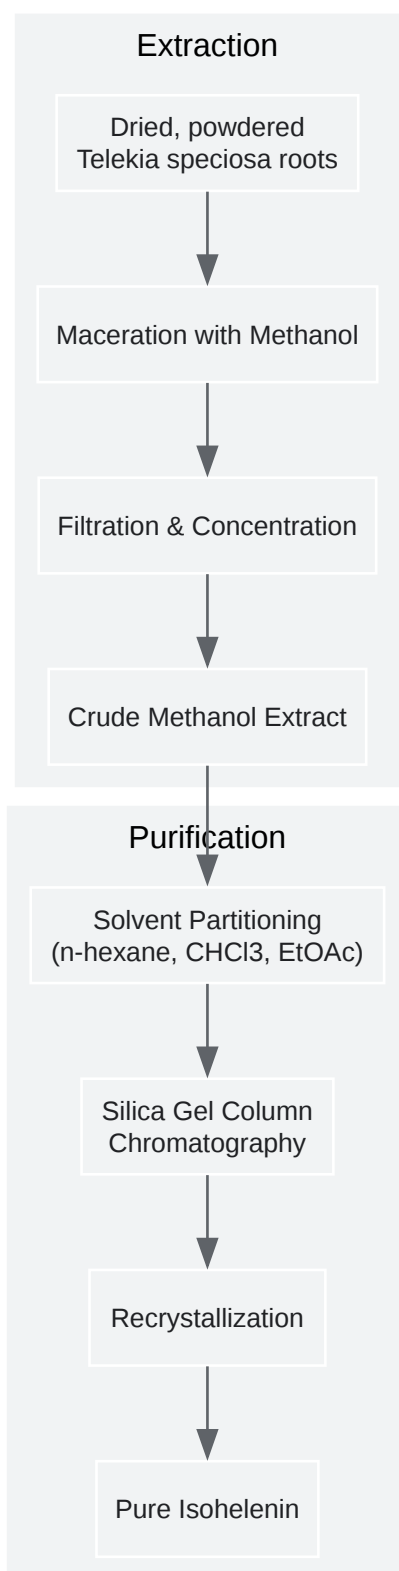 Extraction
Dried, powdered
Telekia speciosa roots
Maceration with Methanol
Filtration & Concentration
Crude Methanol Extract
Purification
Solvent Partitioning
(n-hexane, CHCl3, EtOAc)
Silica Gel Column
Chromatography
Recrystallization
Pure Isohelenin